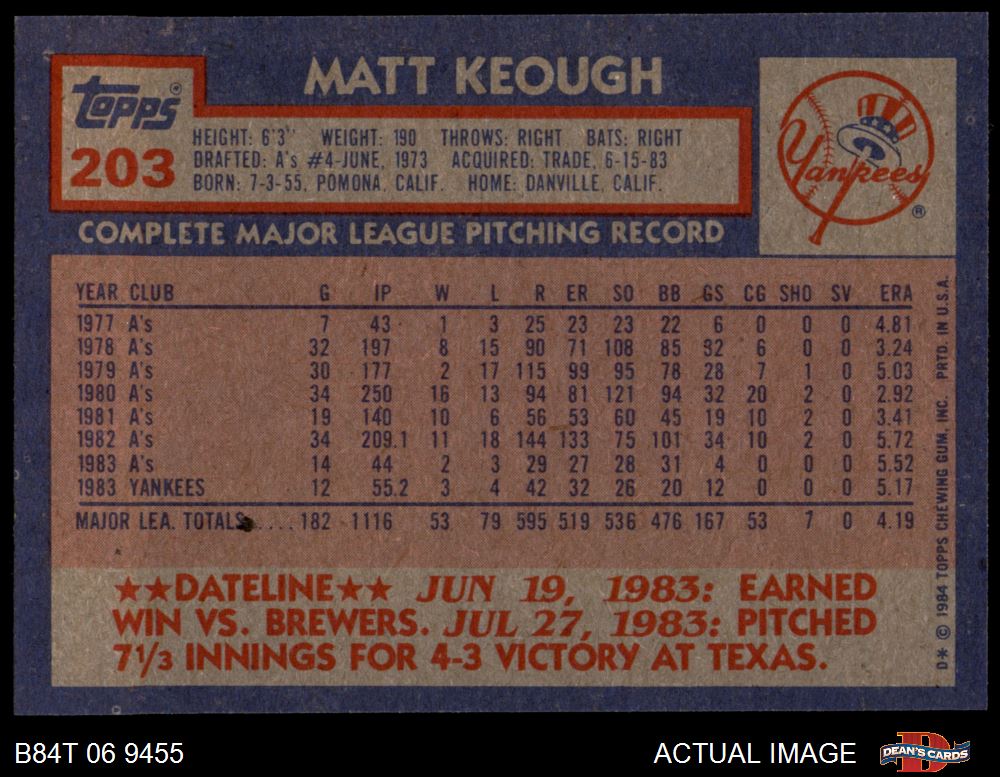 MATT KEOUGH
Topps®
203
HEIGHT: 6'3" WEIGHT: 190 THROWS: RIGHT BATS: RIGHT
DRAFTED: A's #4-JUNE, 1973 ACQUIRED: TRADE, 6-15-83
BORN: 7-3-55, POMONA, CALIF. HOME: DANVILLE, CALIF.
Yankees®
COMPLETE MAJOR LEAGUE PITCHING RECORD
YEAR CLUB G IP W L R ER SO BB GS CG SHO SV ERA
1977 A's 7 43 1 3 25 23 23 22 6 0 0 0 4.81
1978 A's 32 197 8 15 90 71 108 85 32 6 0 0 3.24
1979 A's 30 177 2 17 115 99 95 78 28 7 1 0 5.03
1980 A's 34 250 16 13 94 81 121 94 32 20 2 0 2.92
1981 A's 19 140 10 6 56 53 60 45 19 10 2 0 3.41
1982 A's 34 209.1 11 18 144 133 75 101 34 10 2 0 5.72
1983 A's 14 44 2 3 29 27 28 31 4 0 0 0 5.52
1983 YANKEES 12 55.2 3 4 42 32 26 20 12 0 0 0 5.17
MAJOR LEA. TOTALS..... 182 1116 53 79 595 519 536 476 167 53 7 0 4.19
★★DATELINE★★ JUN 19, 1983: EARNED
WIN VS. BREWERS. JUL 27, 1983: PITCHED
7 1/3 INNINGS FOR 4-3 VICTORY AT TEXAS.
D* © 1984 TOPPS CHEWING GUM, INC. PRTD. IN U.S.A.
B84T 06 9455
ACTUAL IMAGE
DEAN'S CARDS